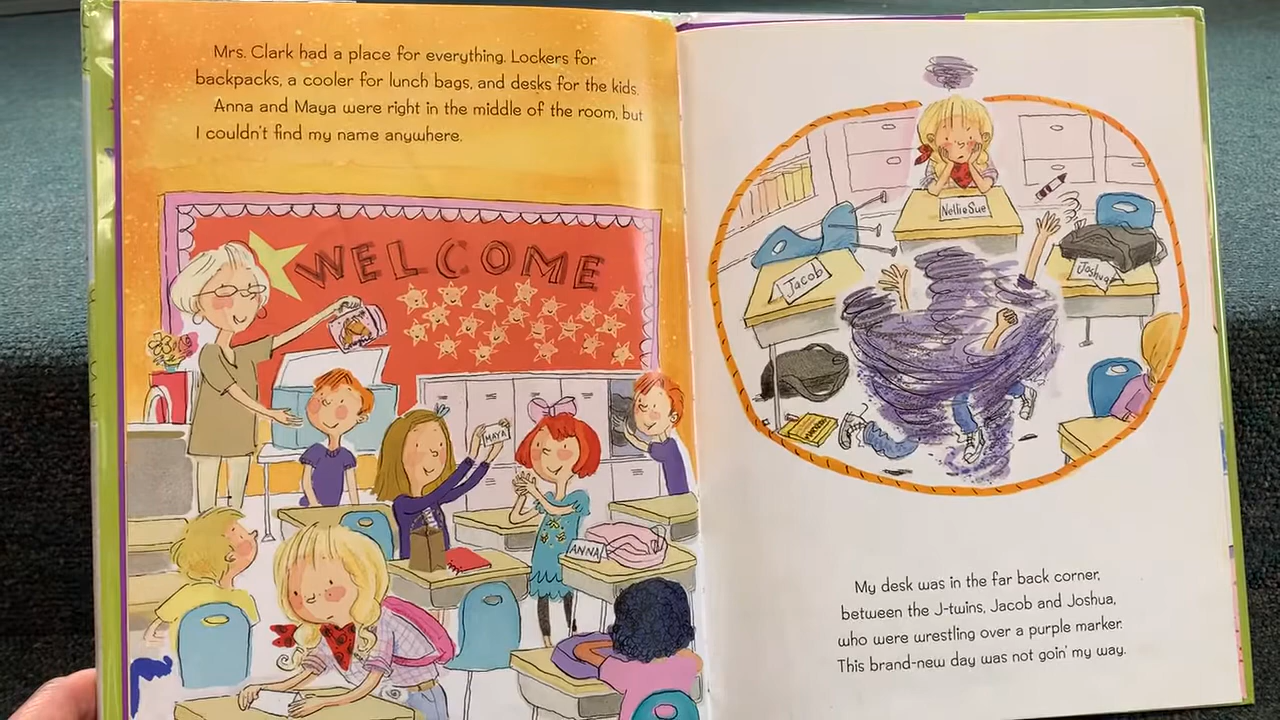 Mrs. Clark had a place for everything. Lockers for
backpacks, a cooler for lunch bags, and desks for the kids.
Anna and Maya were right in the middle of the room, but
I couldn't find my name anywhere.
WELCOME
MAYA
ANNA
NellieSue
Jacob
Joshua
My desk was in the far back corner,
between the J-twins, Jacob and Joshua,
who were wrestling over a purple marker.
This brand-new day was not goin' my way.